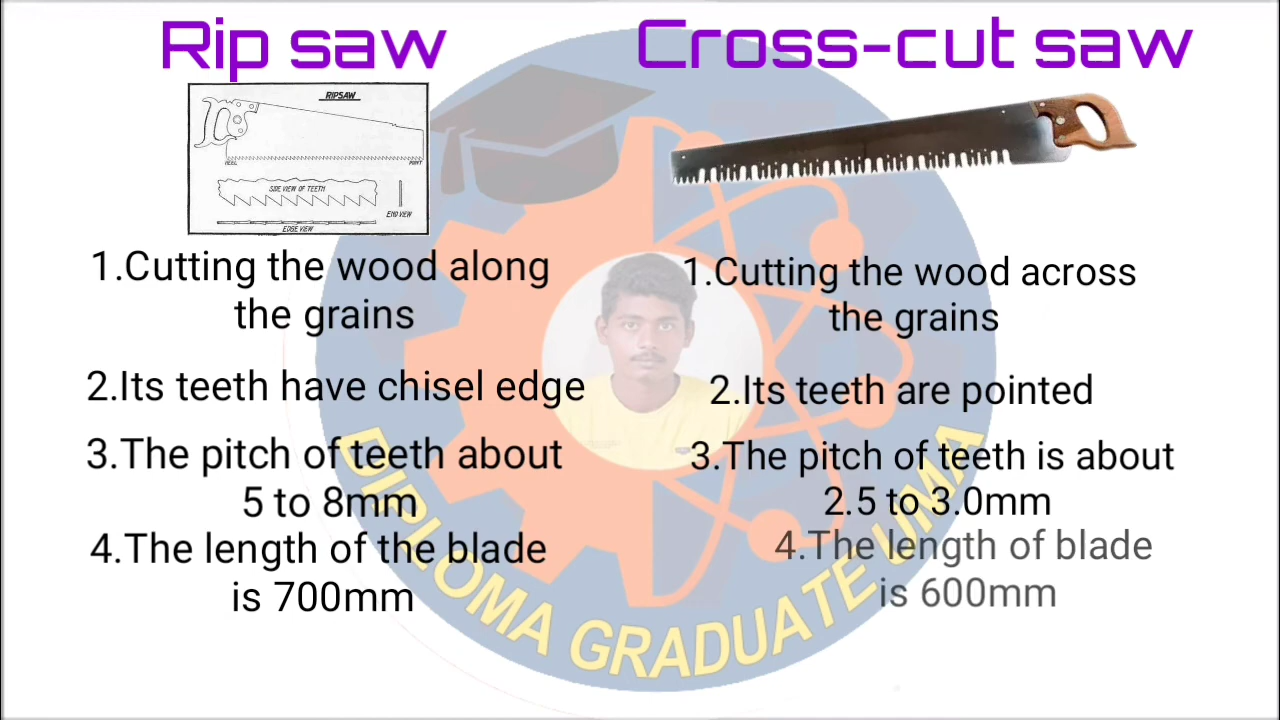 Rip saw
Cross-cut saw
RIPSAW
HEEL
POINT
SIDE VIEW OF TEETH
END VIEW
EDGE VIEW
1.Cutting the wood along
the grains
2.Its teeth have chisel edge
3.The pitch of teeth about
5 to 8mm
4.The length of the blade
is 700mm
1.Cutting the wood across
the grains
2.Its teeth are pointed
3.The pitch of teeth is about
2.5 to 3.0mm
4.The length of blade
is 600mm
DIPLOMA GRADUATE UMA